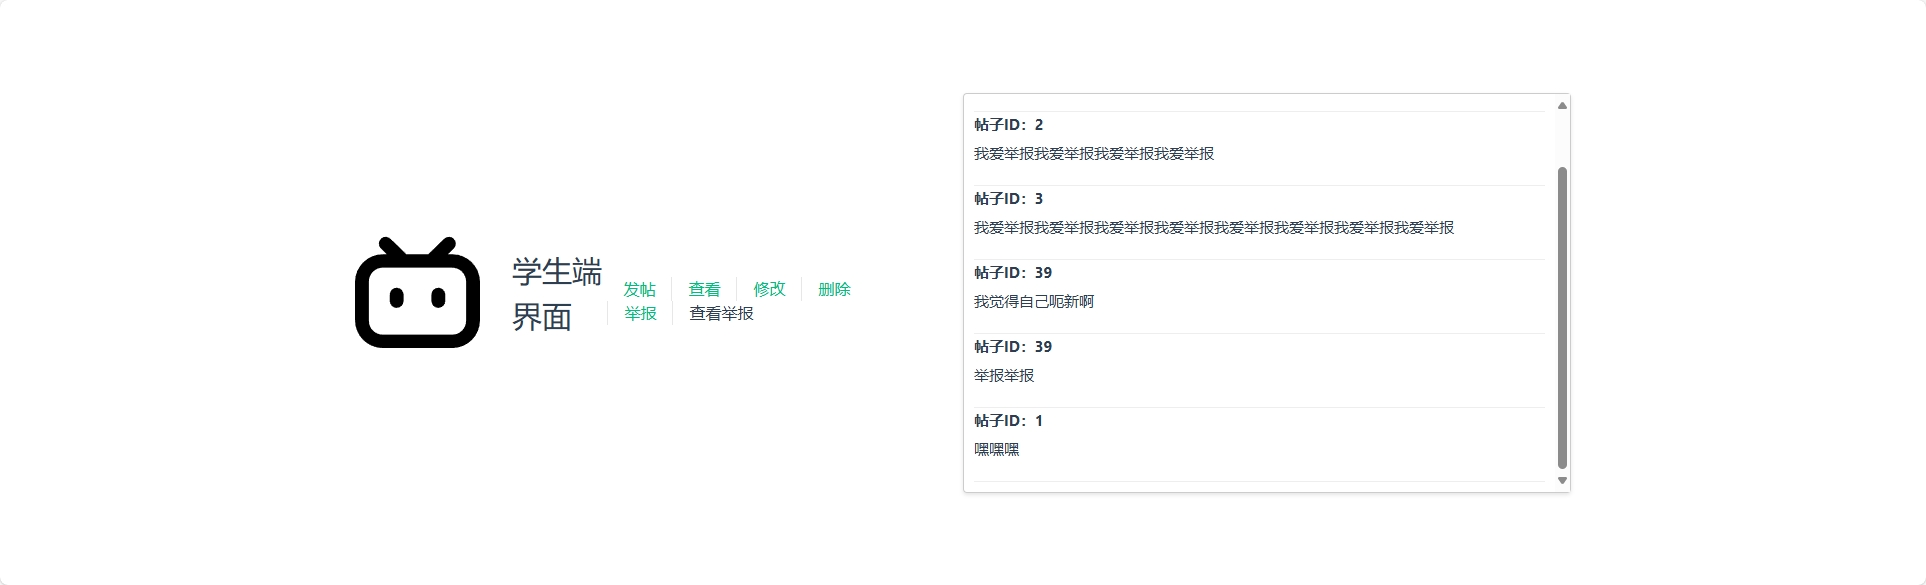 学生端
界面
发帖 查看 修改 删除
举报 查看举报
帖子ID：2
我爱举报我爱举报我爱举报我爱举报
帖子ID：3
我爱举报我爱举报我爱举报我爱举报我爱举报我爱举报我爱举报我爱举报
帖子ID：39
我觉得自己呃新啊
帖子ID：39
举报举报
帖子ID：1
嘿嘿嘿